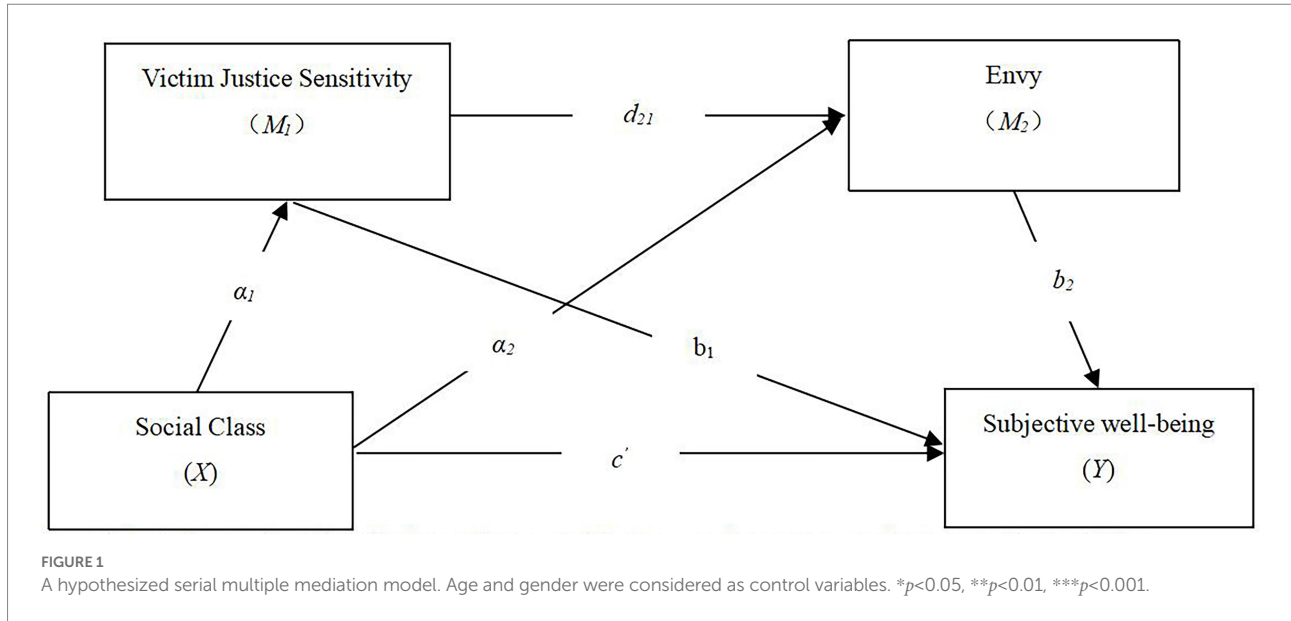 Victim Justice Sensitivity
（M1）
Envy
（M2）
d21
α1
α2
b1
b2
Social Class
(X)
c'
Subjective well-being
(Y)
FIGURE 1
A hypothesized serial multiple mediation model. Age and gender were considered as control variables. *p<0.05, **p<0.01, ***p<0.001.